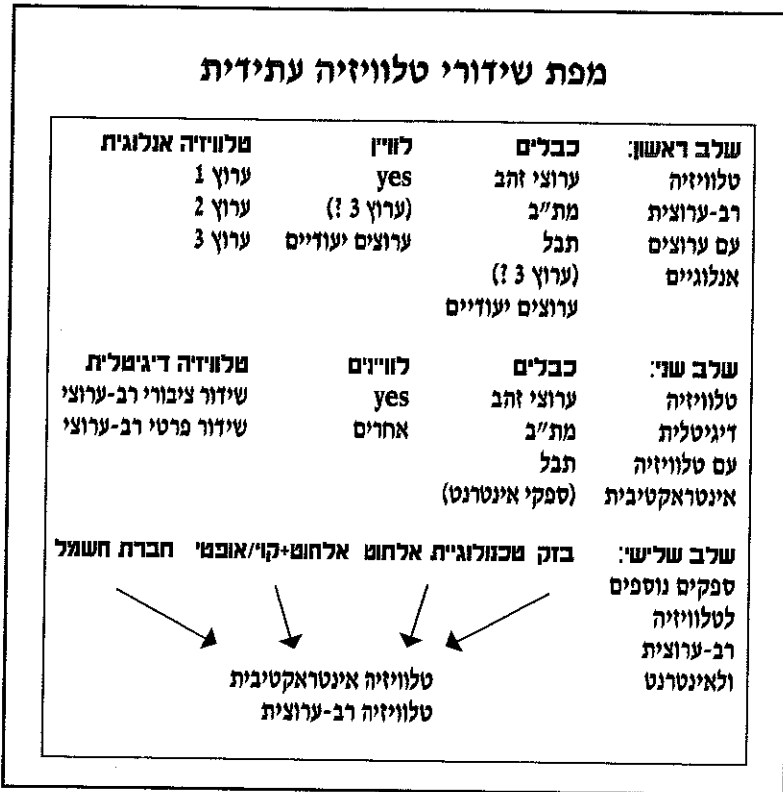 מפת שידורי טלוויזיה עתידית
שלב ראשון: כבלים לוויין טלוויזיה אנלוגית
טלוויזיה ערוצי זהב yes ערוץ 1
רב-ערוצית מת״ב (ערוץ 3 ?) ערוץ 2
עם ערוצים תבל ערוצים יעודיים ערוץ 3
אנלוגיים (ערוץ 3 ?)
ערוצים יעודיים
שלב שני: כבלים לוויינים טלוויזיה דיגיטלית
טלוויזיה ערוצי זהב yes שידור ציבורי רב-ערוצי
דיגיטלית מת״ב אחרים שידור פרטי רב-ערוצי
עם טלוויזיה תבל
אינטראקטיבית (ספקי אינטרנט)
שלב שלישי: בזק טכנולוגיית אלחוט אלחוט+קווי/אופטי חברת חשמל
ספקים נוספים
לטלוויזיה
רב-ערוצית
ולאינטרנט
טלוויזיה אינטראקטיבית
טלוויזיה רב-ערוצית